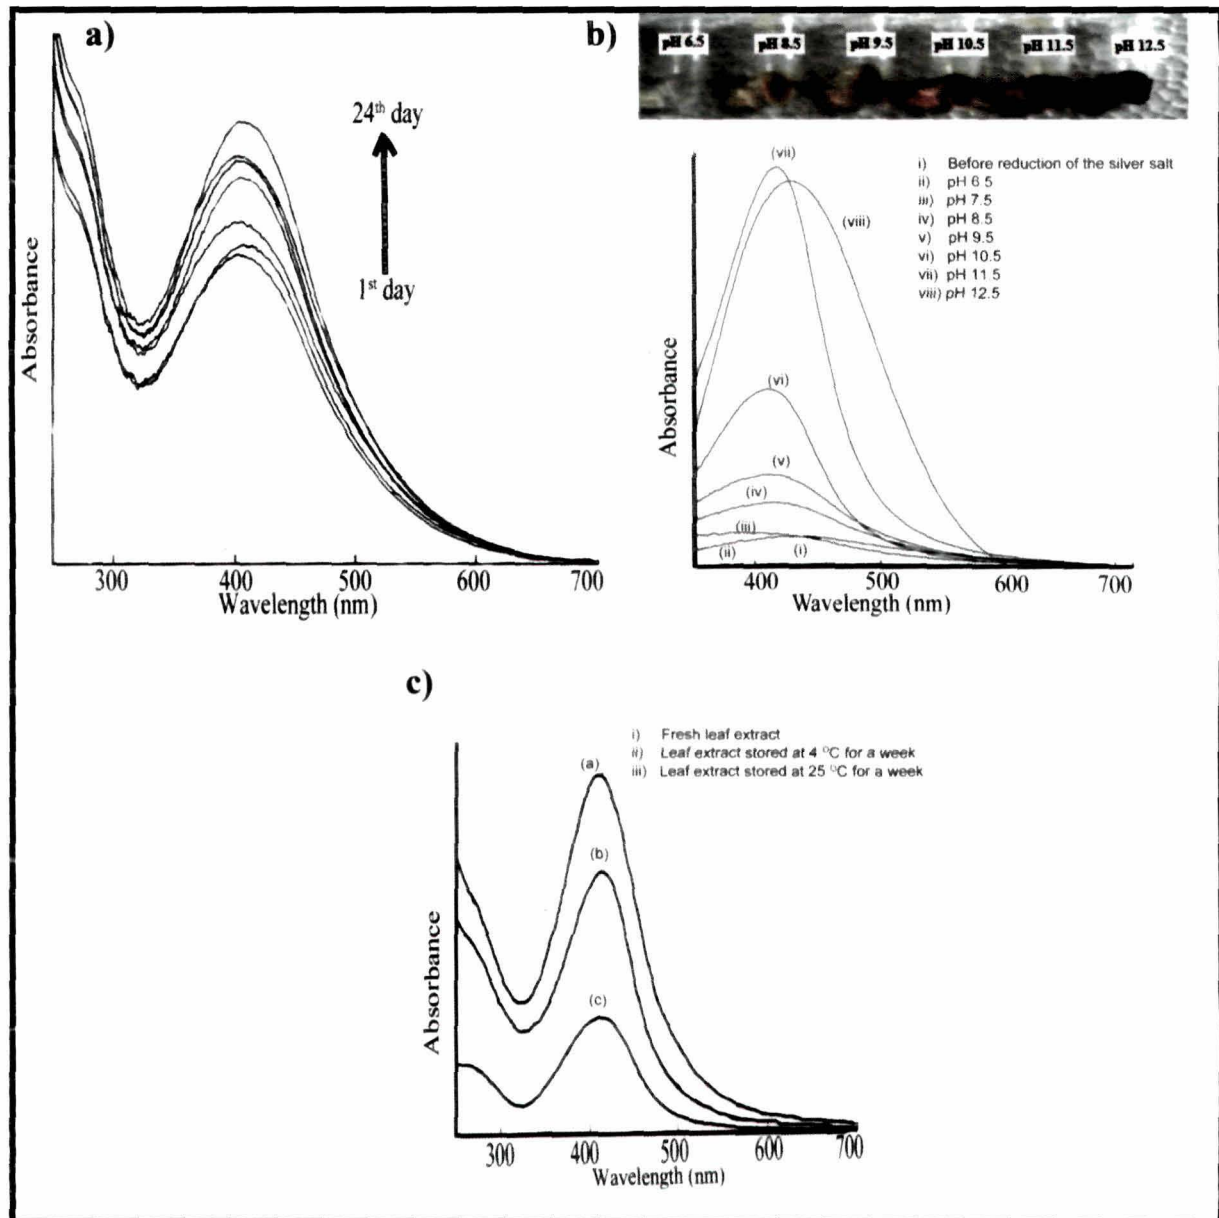 a)
24th day
1st day
Absorbance
300
400
500
600
700
Wavelength (nm)
b)
pH 6.5
pH 8.5
pH 9.5
pH 10.5
pH 11.5
pH 12.5
(vii)
(viii)
(vi)
(v)
(iv)
(iii)
(ii)
(i)
i) Before reduction of the silver salt
ii) pH 6.5
iii) pH 7.5
iv) pH 8.5
v) pH 9.5
vi) pH 10.5
vii) pH 11.5
viii) pH 12.5
Absorbance
400
500
600
700
Wavelength (nm)
c)
i) Fresh leaf extract
ii) Leaf extract stored at 4 °C for a week
iii) Leaf extract stored at 25 °C for a week
(a)
(b)
(c)
Absorbance
300
400
500
600
700
Wavelength (nm)